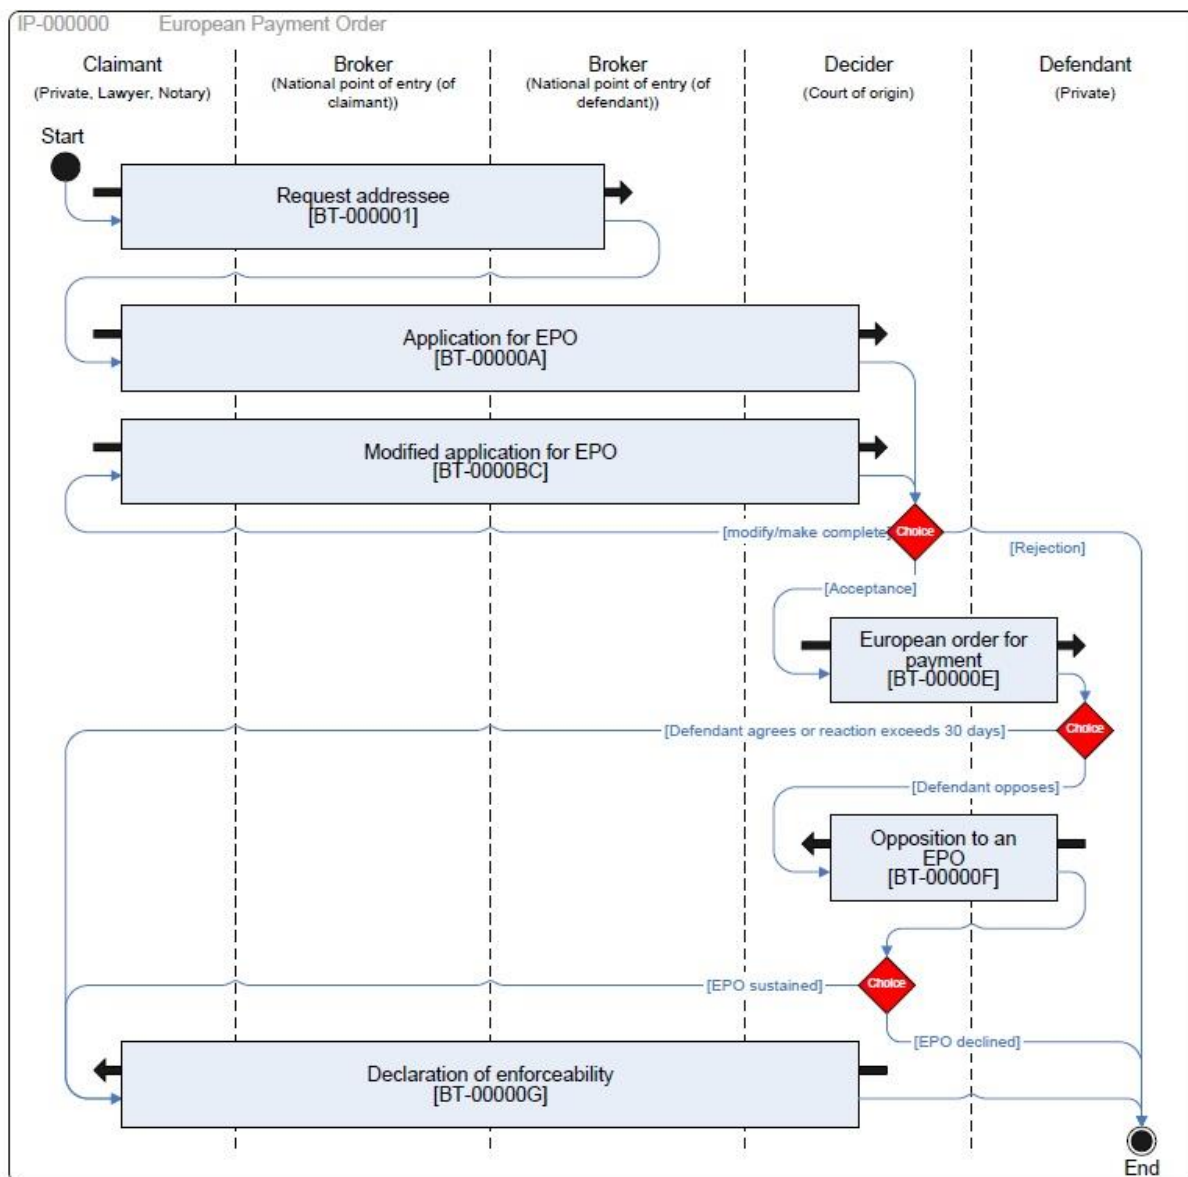 IP-000000 European Payment Order
Claimant
(Private, Lawyer, Notary)
Broker
(National point of entry (of
claimant))
Broker
(National point of entry (of
defendant))
Decider
(Court of origin)
Defendant
(Private)
Start
Request addressee
[BT-000001]
Application for EPO
[BT-00000A]
Modified application for EPO
[BT-0000BC]
[modify/make complete]
Choice
[Rejection]
[Acceptance]
European order for
payment
[BT-00000E]
[Defendant agrees or reaction exceeds 30 days]
Choice
[Defendant opposes]
Opposition to an
EPO
[BT-00000F]
[EPO sustained]
Choice
[EPO declined]
Declaration of enforceability
[BT-00000G]
End